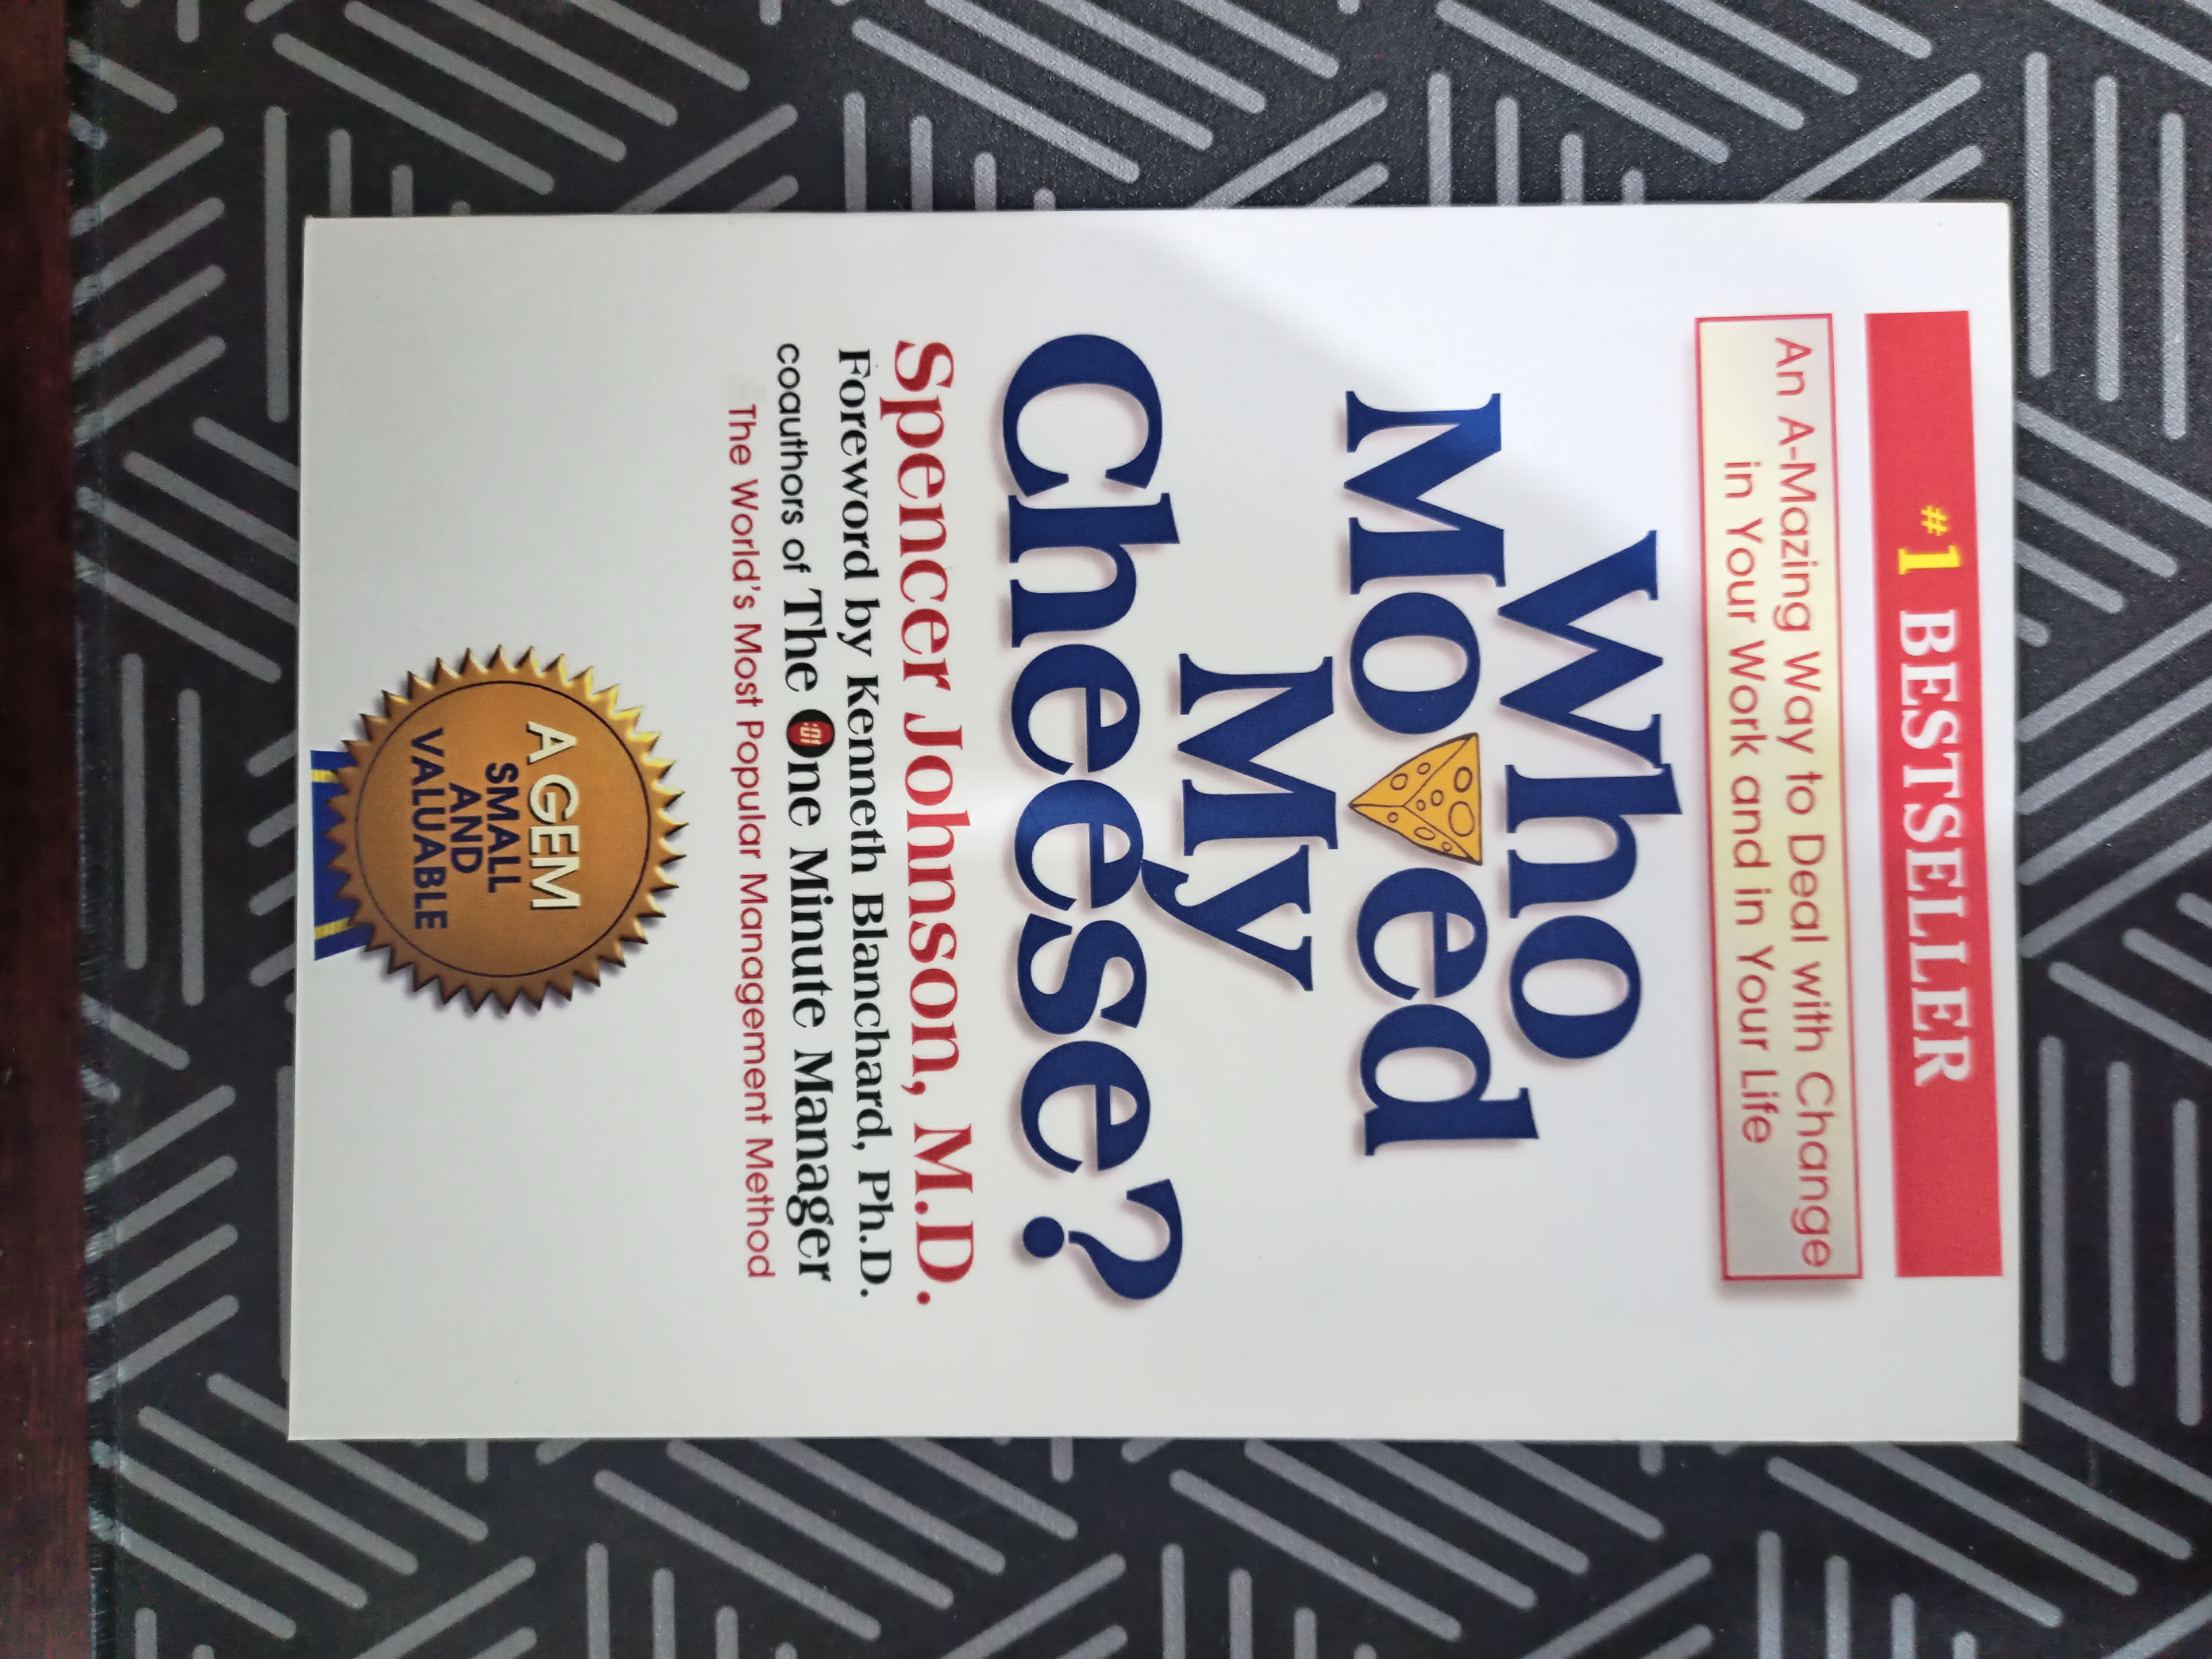 #1 BESTSELLER
An A-Mazing Way to Deal with Change
in Your Work and in Your Life
Who
Moved
My
Cheese?
Spencer Johnson, M.D.
Foreword by Kenneth Blanchard, Ph.D.
coauthors of The One Minute Manager
:01
The World's Most Popular Management Method
A GEM
SMALL
AND
VALUABLE